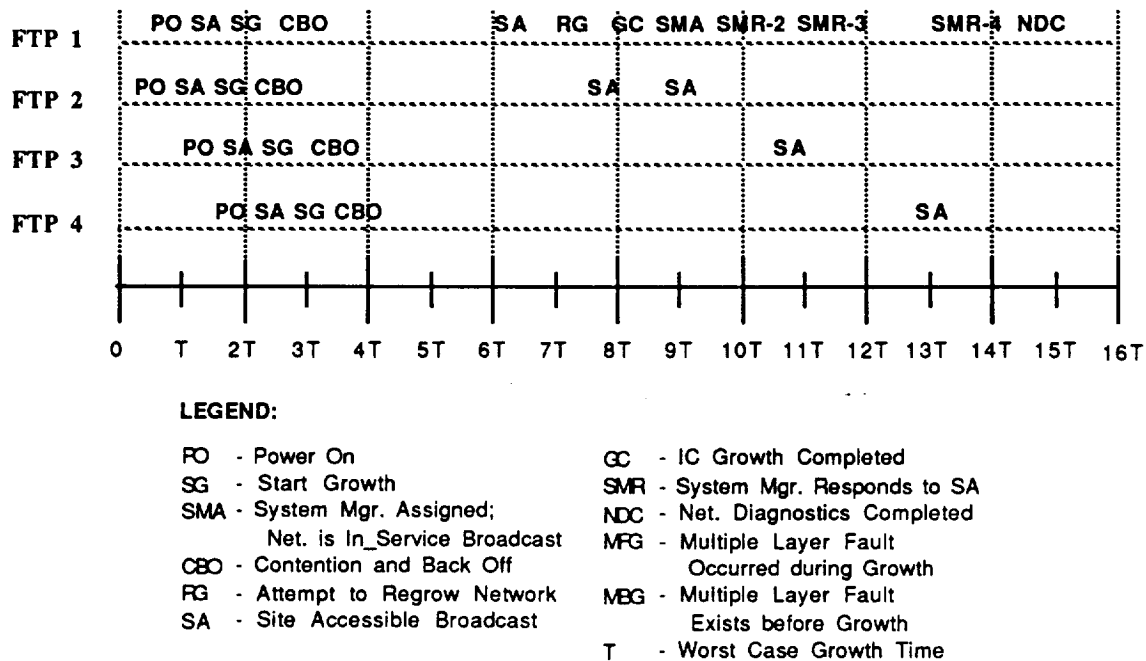 FTP 1 PO SA SG CBO SA RG GC SMA SMR-2 SMR-3 SMR-4 NDC
FTP 2 PO SA SG CBO SA SA
FTP 3 PO SA SG CBO SA
FTP 4 PO SA SG CBO SA
0 T 2T 3T 4T 5T 6T 7T 8T 9T 10T 11T 12T 13T 14T 15T 16T
LEGEND:
PO - Power On
SG - Start Growth
SMA - System Mgr. Assigned;
Net. is In_Service Broadcast
CBO - Contention and Back Off
RG - Attempt to Regrow Network
SA - Site Accessible Broadcast
GC - IC Growth Completed
SMR - System Mgr. Responds to SA
NDC - Net. Diagnostics Completed
MFG - Multiple Layer Fault
Occurred during Growth
MBG - Multiple Layer Fault
Exists before Growth
T - Worst Case Growth Time